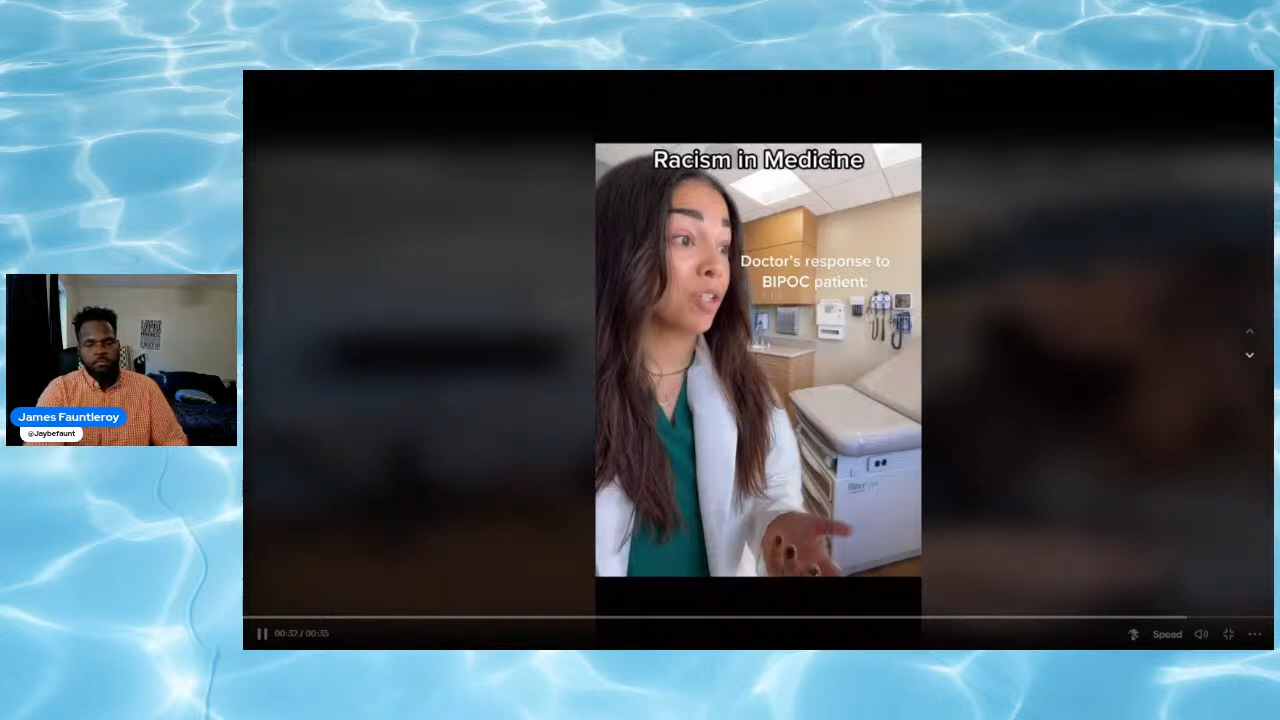 Racism in Medicine
Doctor's response to
BIPOC patient:
James Fauntleroy
@Jaybefaunt
00:32 / 00:35
Speed